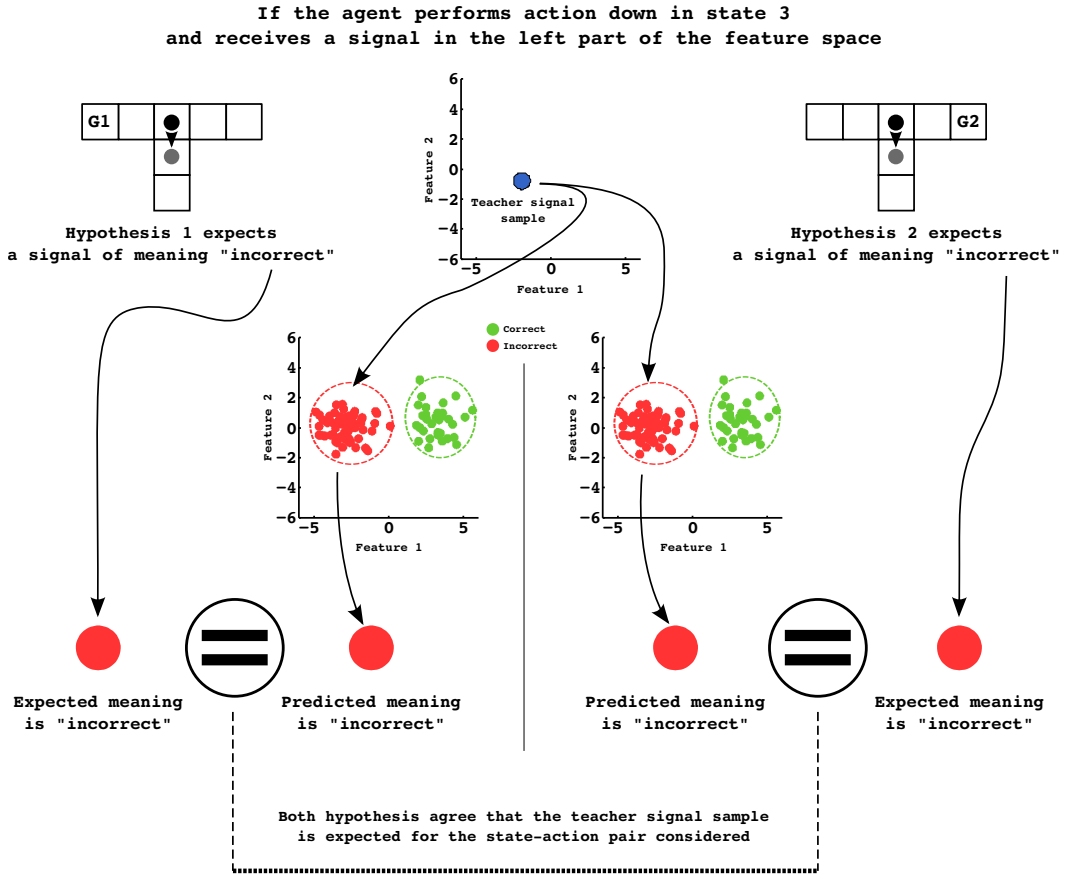 If the agent performs action down in state 3
and receives a signal in the left part of the feature space
G1
Hypothesis 1 expects
a signal of meaning "incorrect"
6
4
2
0
−2
−4
−6
−5
0
5
Feature 2
Feature 1
Teacher signal
sample
G2
Hypothesis 2 expects
a signal of meaning "incorrect"
Correct
Incorrect
6
4
2
0
−2
−4
−6
−5
0
5
Feature 2
Feature 1
6
4
2
0
−2
−4
−6
−5
0
5
Feature 2
Feature 1
Expected meaning
is "incorrect"
Predicted meaning
is "incorrect"
Predicted meaning
is "incorrect"
Expected meaning
is "incorrect"
Both hypothesis agree that the teacher signal sample
is expected for the state-action pair considered